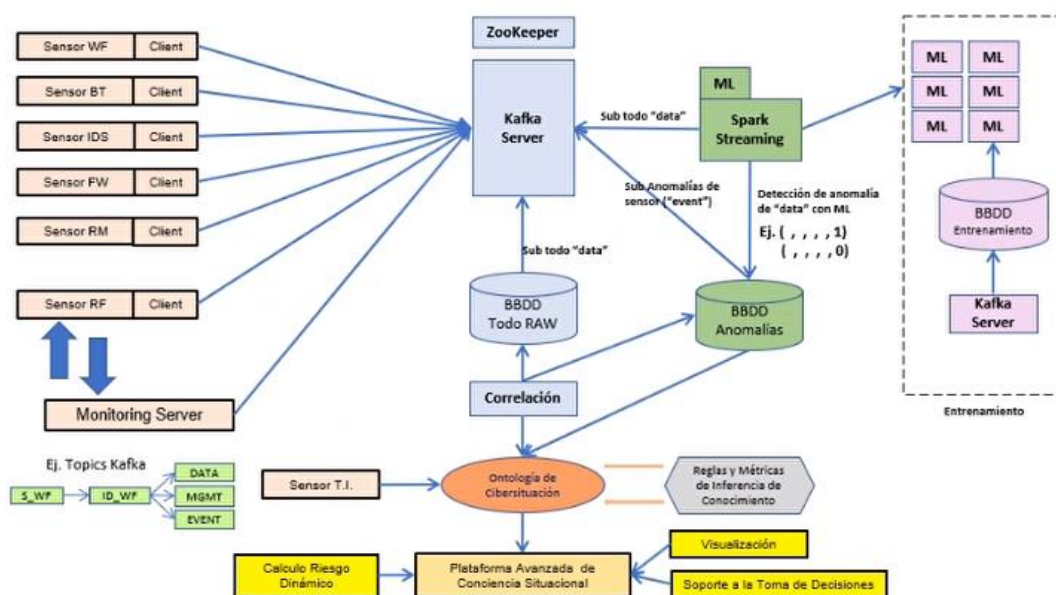 ZooKeeper
Kafka
Server
Sensor WF
Client
Sensor BT
Client
Sensor IDS
Client
Sensor FW
Client
Sensor RM
Client
Sensor RF
Client
Monitoring Server
ML
Spark
Streaming
Sub todo "data"
Sub Anomalías de
sensor ("event")
Detección de anomalía
de "data" con ML
Ej. ( , , , , 1)
( , , , , 0)
Sub todo "data"
BBDD
Todo RAW
BBDD
Anomalías
Correlación
ML
ML
ML
ML
ML
ML
BBDD
Entrenamiento
Kafka
Server
Entrenamiento
Ej. Topics Kafka
S_WF
ID_WF
DATA
MGMT
EVENT
Sensor T.I.
Ontología de
Cibersituación
Reglas y Métricas
de Inferencia de
Conocimiento
Calculo Riesgo
Dinámico
Plataforma Avanzada de
Conciencia Situacional
Visualización
Soporte a la Toma de Decisiones